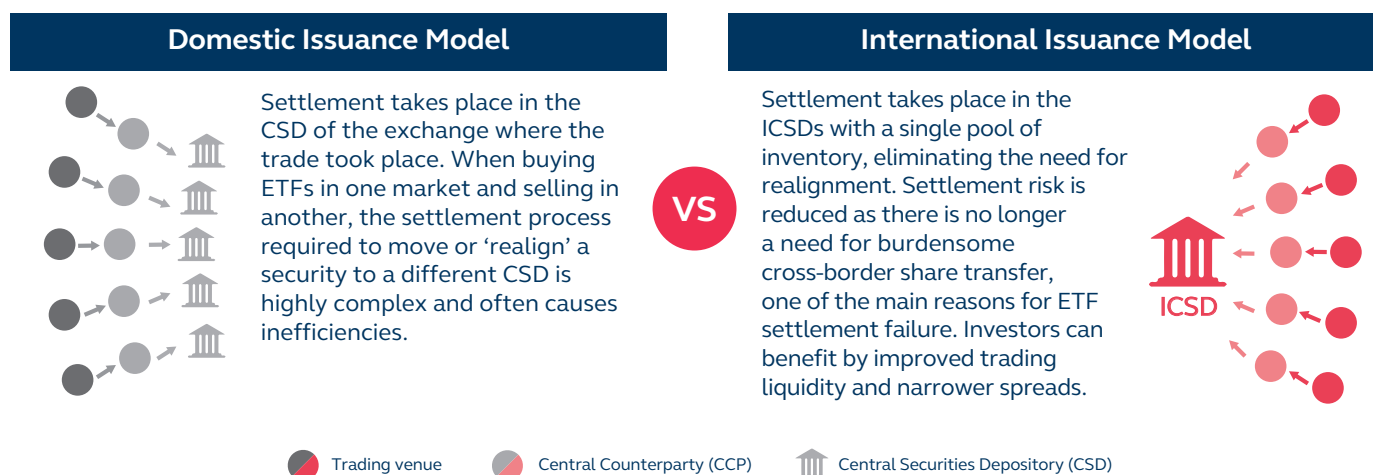 Domestic Issuance Model
Settlement takes place in the
CSD of the exchange where the
trade took place. When buying
ETFs in one market and selling in
another, the settlement process
required to move or ‘realign’ a
security to a different CSD is
highly complex and often causes
inefficiencies.
VS
International Issuance Model
Settlement takes place in the
ICSDs with a single pool of
inventory, eliminating the need for
realignment. Settlement risk is
reduced as there is no longer
a need for burdensome
cross-border share transfer,
one of the main reasons for ETF
settlement failure. Investors can
benefit by improved trading
liquidity and narrower spreads.
ICSD
Trading venue
Central Counterparty (CCP)
Central Securities Depository (CSD)